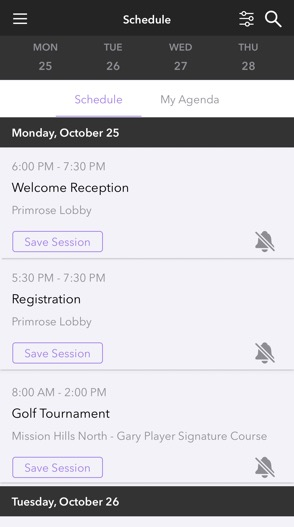 Schedule
MON TUE WED THU
25 26 27 28
Schedule My Agenda
Monday, October 25
6:00 PM - 7:30 PM
Welcome Reception
Primrose Lobby
Save Session
5:30 PM - 7:30 PM
Registration
Primrose Lobby
Save Session
8:00 AM - 2:00 PM
Golf Tournament
Mission Hills North - Gary Player Signature Course
Save Session
Tuesday, October 26